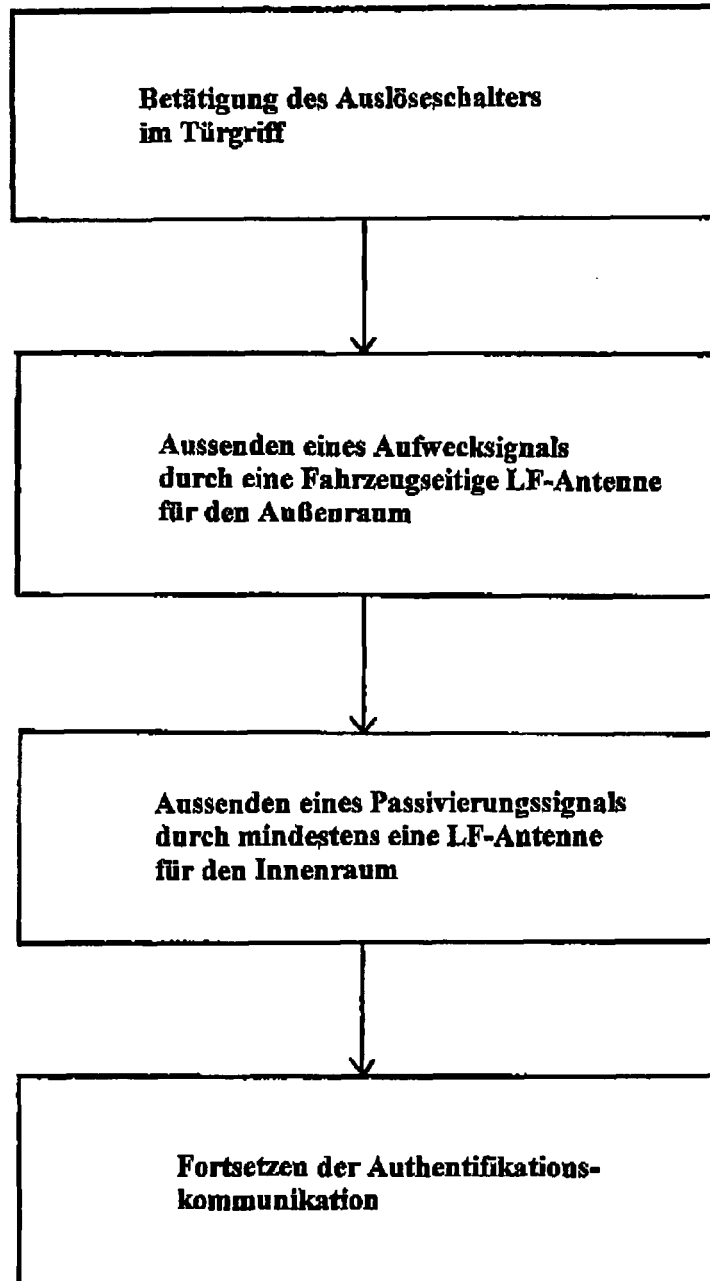 Betätigung des Auslöseschalters
im Türgriff
Aussenden eines Aufwecksignals
durch eine Fahrzeugseitige LF-Antenne
für den Außenraum
Aussenden eines Passivierungssignals
durch mindestens eine LF-Antenne
für den Innenraum
Fortsetzen der Authentifikations-
kommunikation